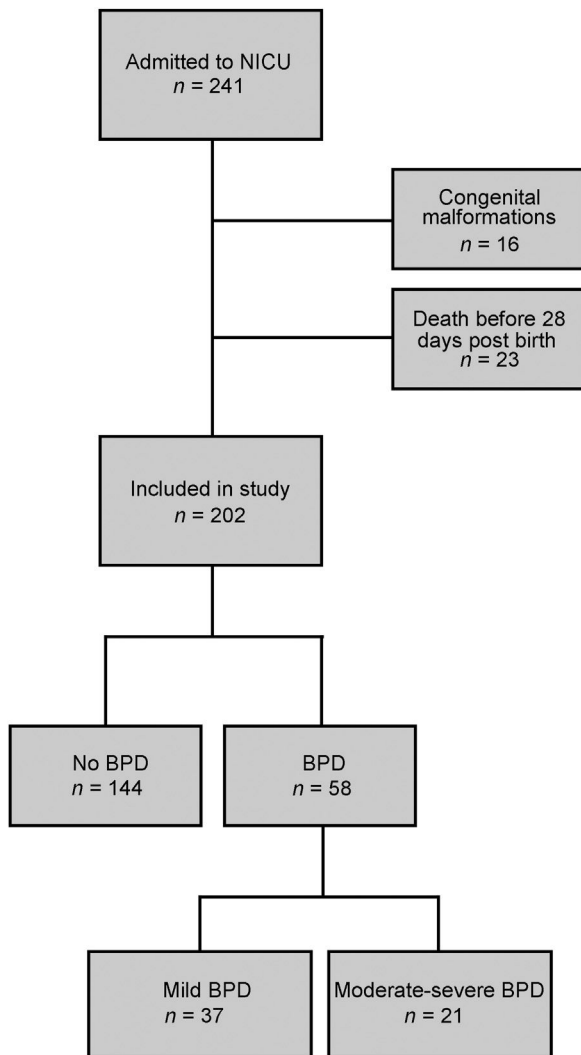 Admitted to NICU
n = 241
Congenital
malformations
n = 16
Death before 28
days post birth
n = 23
Included in study
n = 202
No BPD
n = 144
BPD
n = 58
Mild BPD
n = 37
Moderate-severe BPD
n = 21